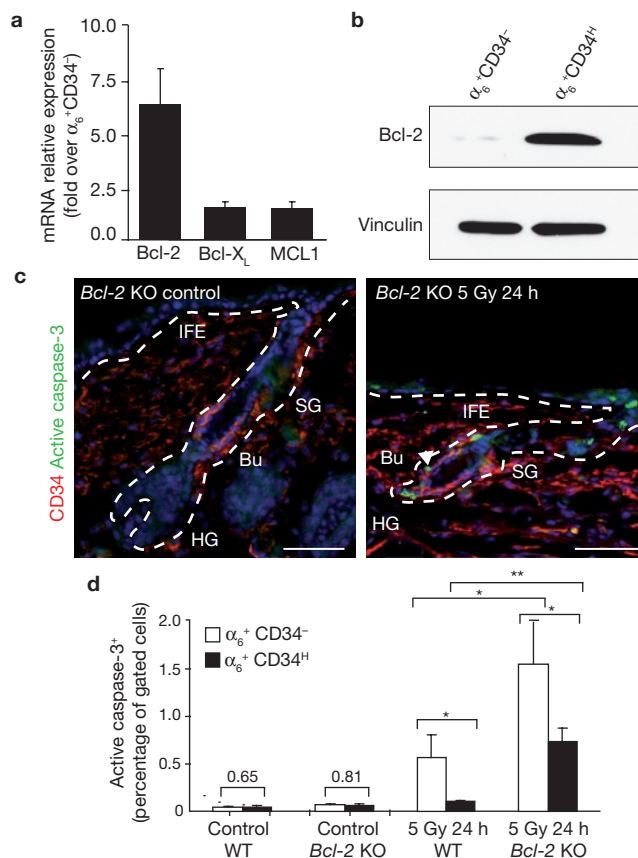 a
mRNA relative expression
(fold over α₆⁺CD34⁻)
10.0
7.5
5.0
2.5
0.0
Bcl-2 Bcl-X_L MCL1
b
α₆⁺CD34⁻
α₆⁺CD34ᴴ
Bcl-2
Vinculin
c
CD34 Active caspase-3
Bcl-2 KO control
IFE
SG
Bu
HG
Bcl-2 KO 5 Gy 24 h
IFE
Bu
SG
HG
d
Active caspase-3⁺
(percentage of gated cells)
2.0
1.5
1.0
0.5
0
α₆⁺ CD34⁻
α₆⁺ CD34ᴴ
0.65
0.81
*
*
**
*
Control
WT
Control
Bcl-2 KO
5 Gy 24 h
WT
5 Gy 24 h
Bcl-2 KO